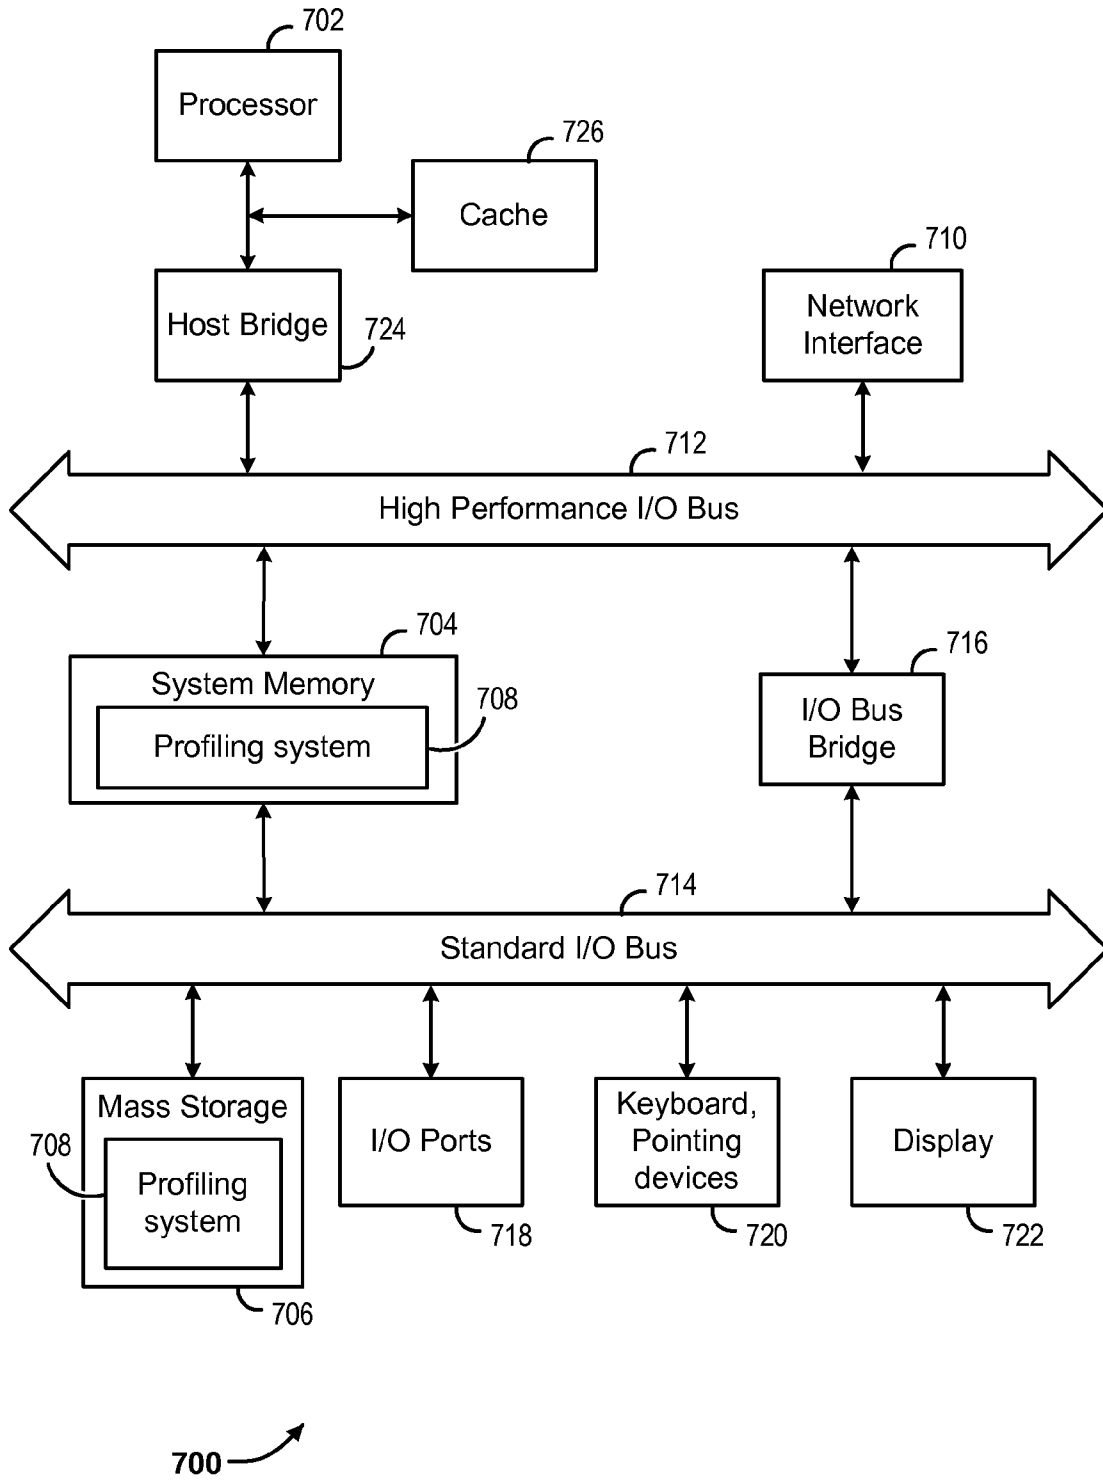 702
Processor
726
Cache
710
Network
Interface
Host Bridge
724
712
High Performance I/O Bus
704
System Memory
708
Profiling system
716
I/O Bus
Bridge
714
Standard I/O Bus
Mass Storage
708
Profiling
system
706
I/O Ports
718
Keyboard,
Pointing
devices
720
Display
722
700